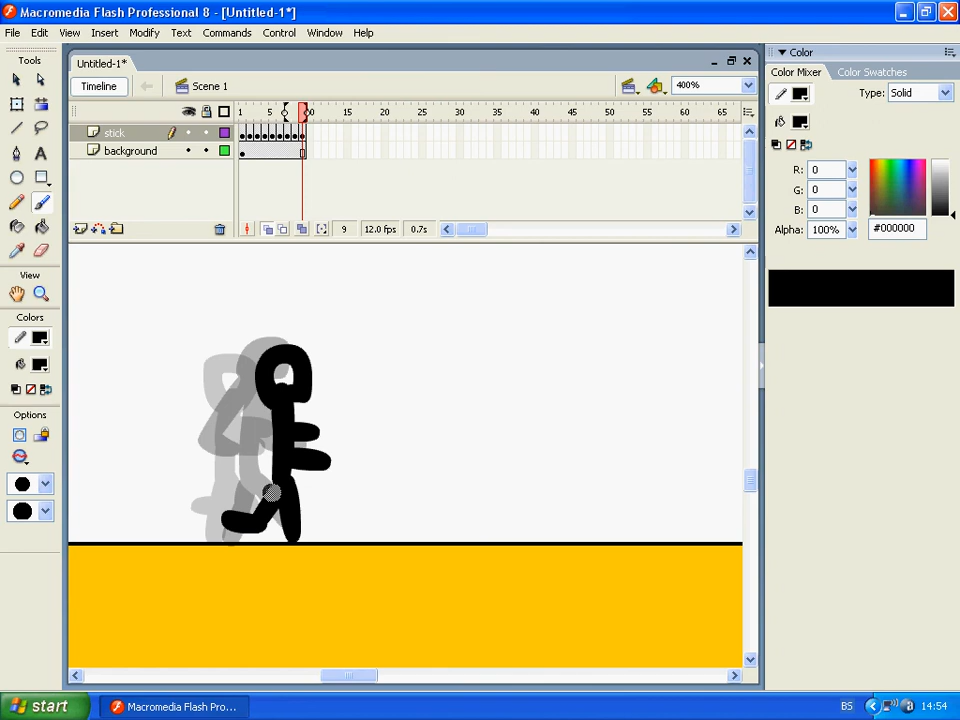 Macromedia Flash Professional 8 - [Untitled-1*]
File Edit View Insert Modify Text Commands Control Window Help
Tools
View
Colors
Options
Untitled-1*
Timeline
Scene 1
400%
1 5 10 15 20 25 30 35 40 45 50 55 60 65
stick
background
9 12.0 fps 0.7s
Color
Color Mixer Color Swatches
Type: Solid
R: 0
G: 0
B: 0
Alpha: 100% #000000
start
Macromedia Flash Pro...
BS 14:54